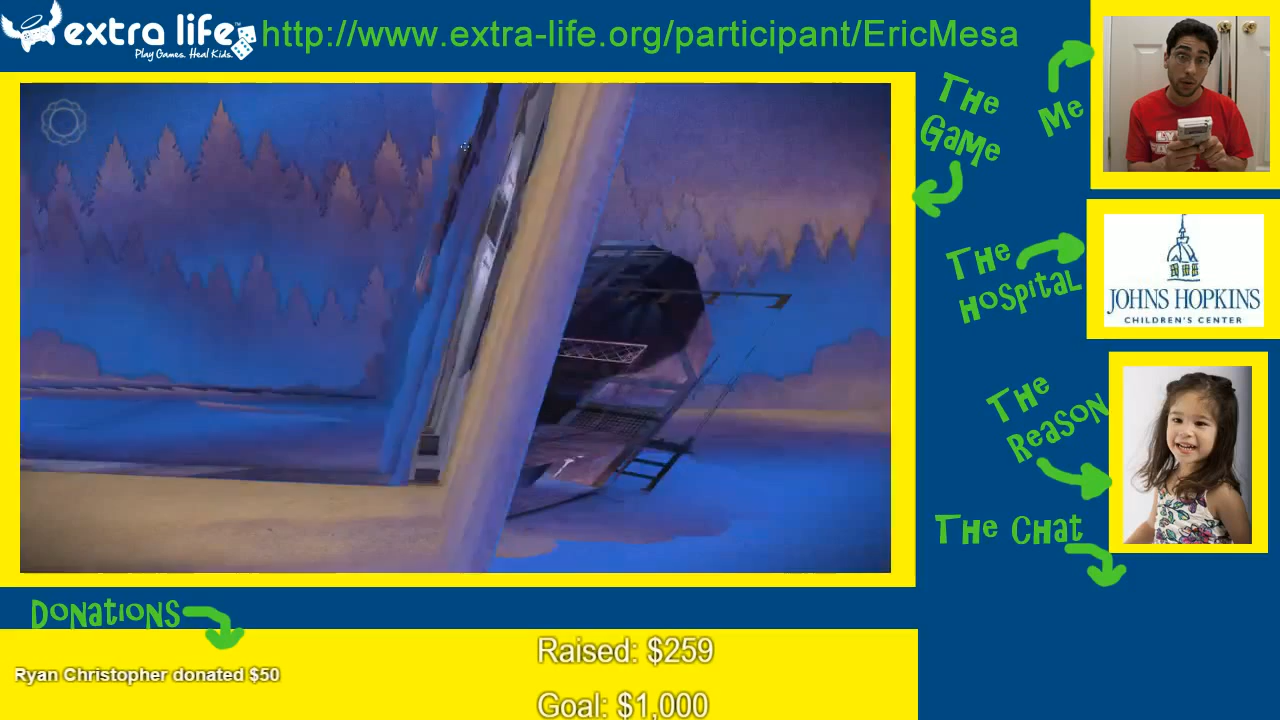 extra life
Play Games. Heal Kids.
http://www.extra-life.org/participant/EricMesa
THE
GAME
Me
THE
HOSPITAL
JOHNS HOPKINS
CHILDREN'S CENTER
THE
REASON
THE CHAT
DONATIONS
Ryan Christopher donated $50
Raised: $259
Goal: $1,000